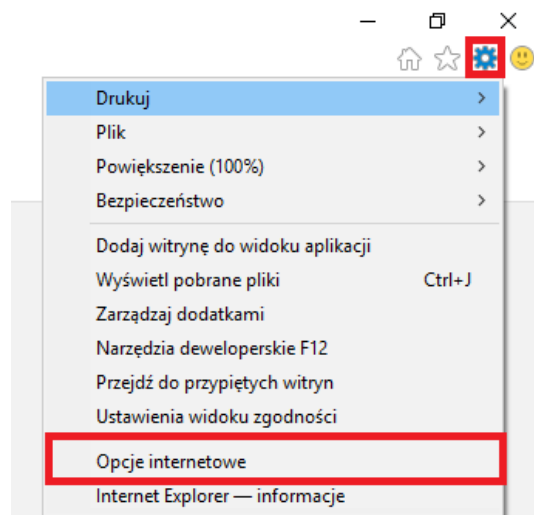 Drukuj
Plik
Powiększenie (100%)
Bezpieczeństwo
Dodaj witrynę do widoku aplikacji
Wyświetl pobrane pliki Ctrl+J
Zarządzaj dodatkami
Narzędzia deweloperskie F12
Przejdź do przypiętych witryn
Ustawienia widoku zgodności
Opcje internetowe
Internet Explorer — informacje